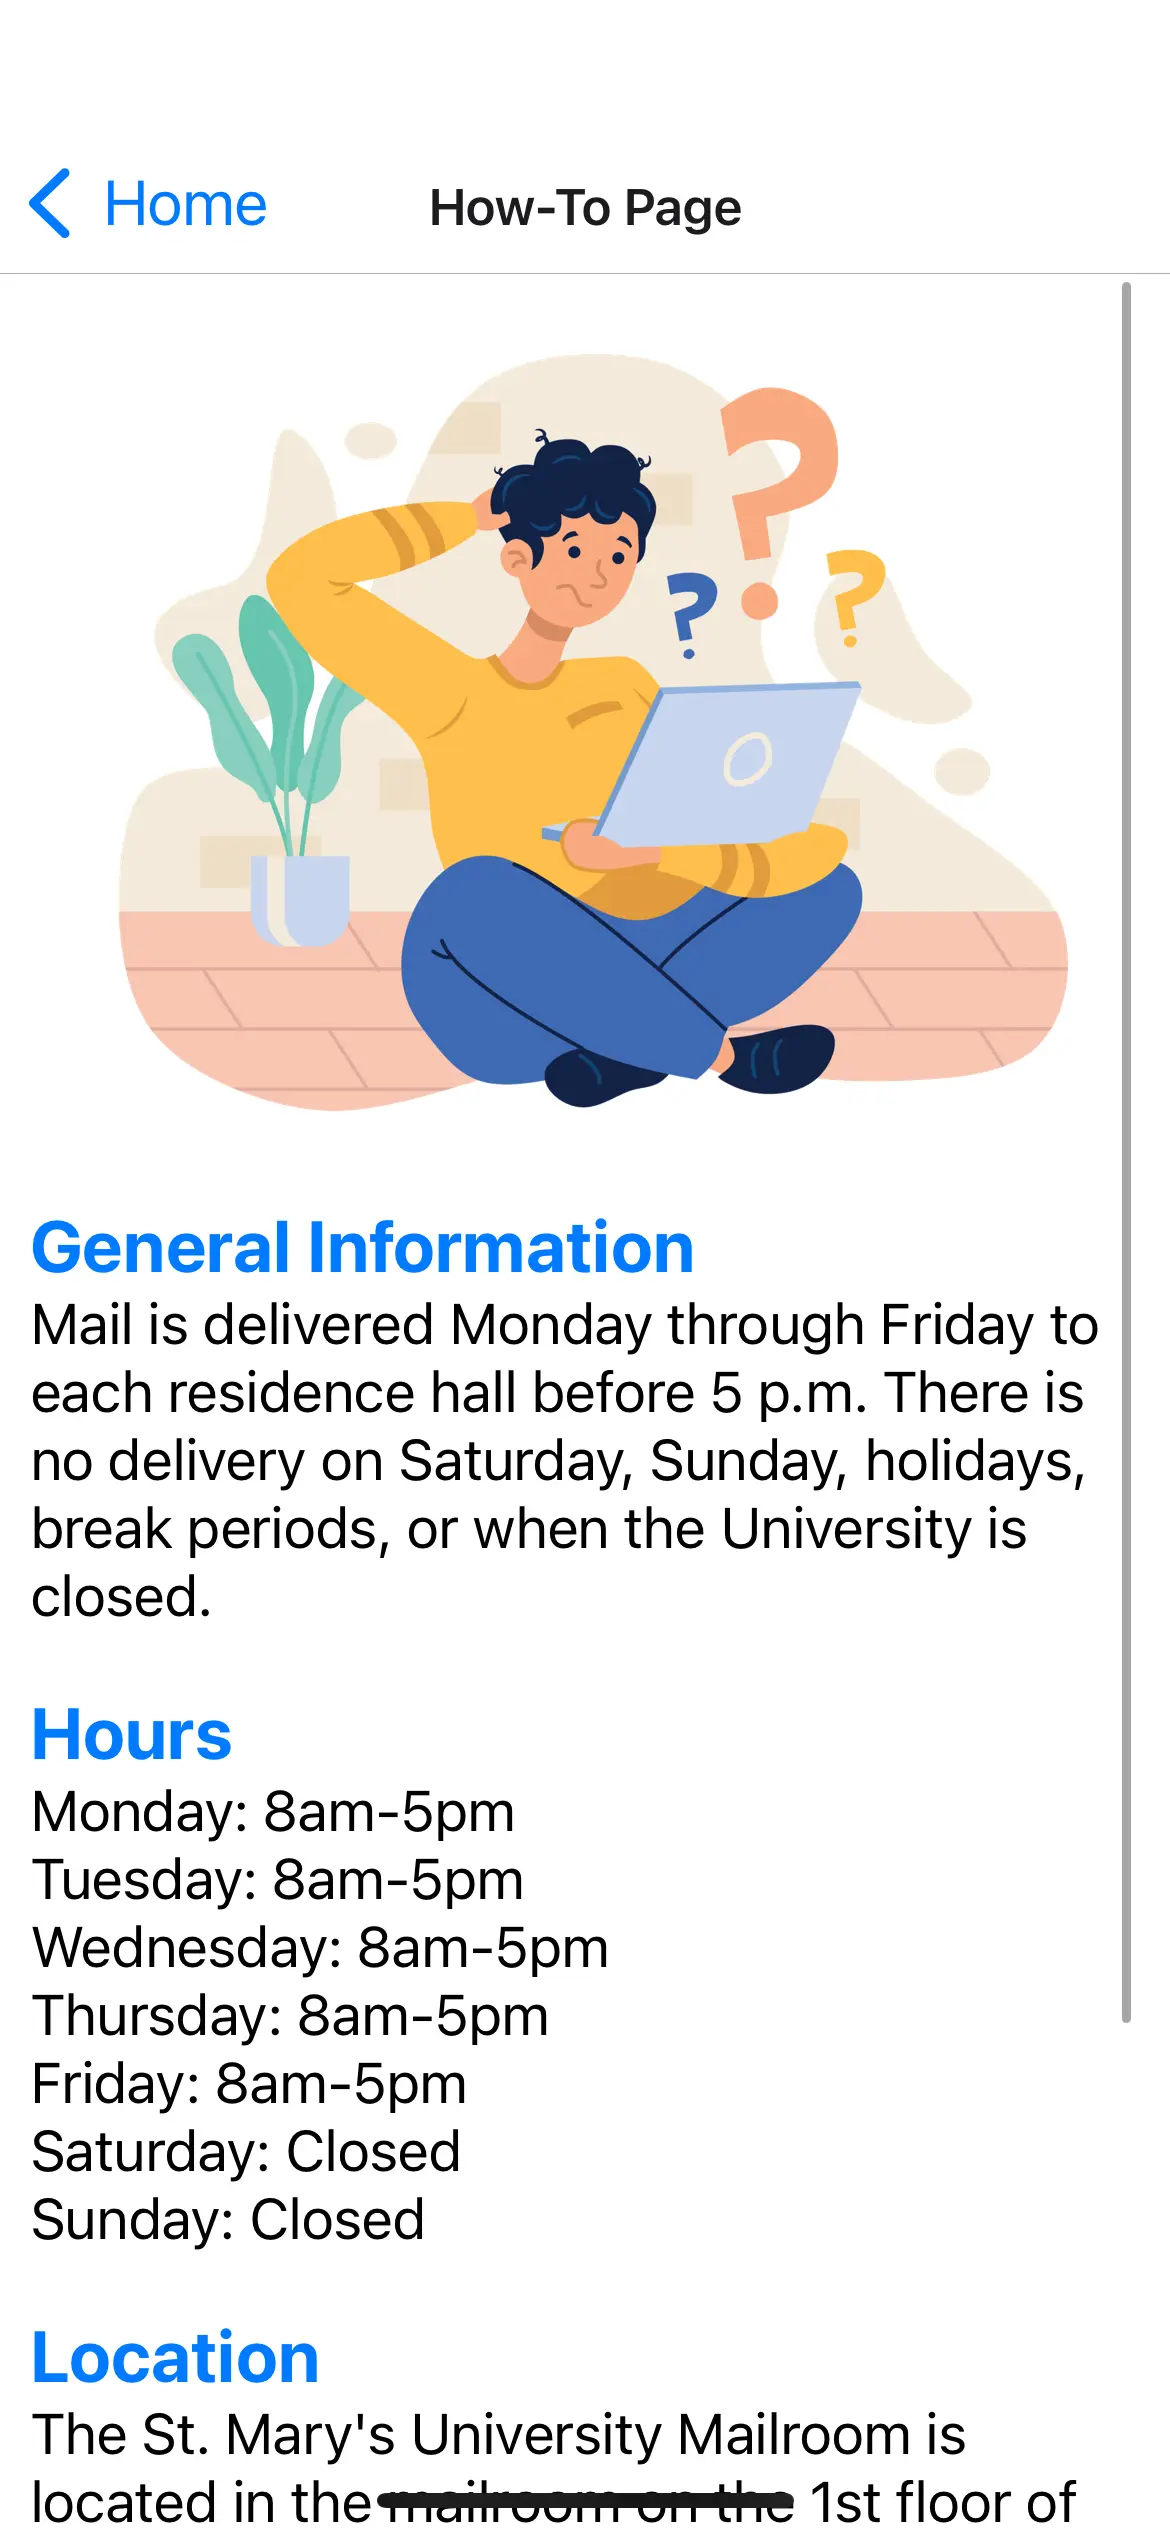 Home
How-To Page
General Information
Mail is delivered Monday through Friday to
each residence hall before 5 p.m. There is
no delivery on Saturday, Sunday, holidays,
break periods, or when the University is
closed.
Hours
Monday: 8am-5pm
Tuesday: 8am-5pm
Wednesday: 8am-5pm
Thursday: 8am-5pm
Friday: 8am-5pm
Saturday: Closed
Sunday: Closed
Location
The St. Mary's University Mailroom is
located in the mailroom on the 1st floor of